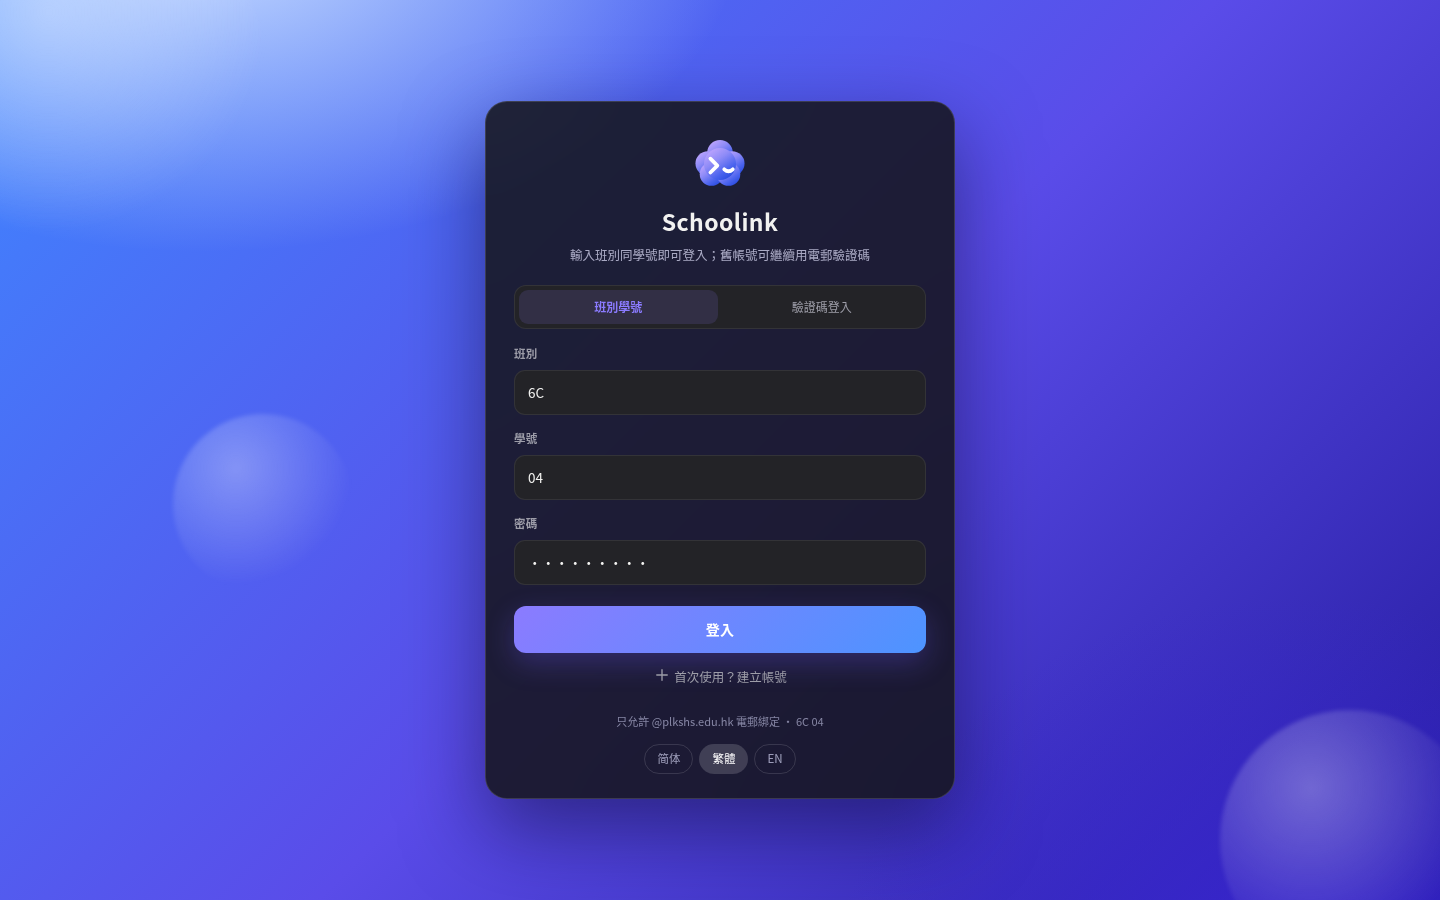 Schoolink
輸入班別同學號即可登入；舊帳號可繼續用電郵驗證碼
班別學號
驗證碼登入
班別
6C
學號
04
密碼
•••••••••
登入
＋ 首次使用？建立帳號
只允許 @plkshs.edu.hk 電郵綁定 · 6C 04
简体
繁體
EN